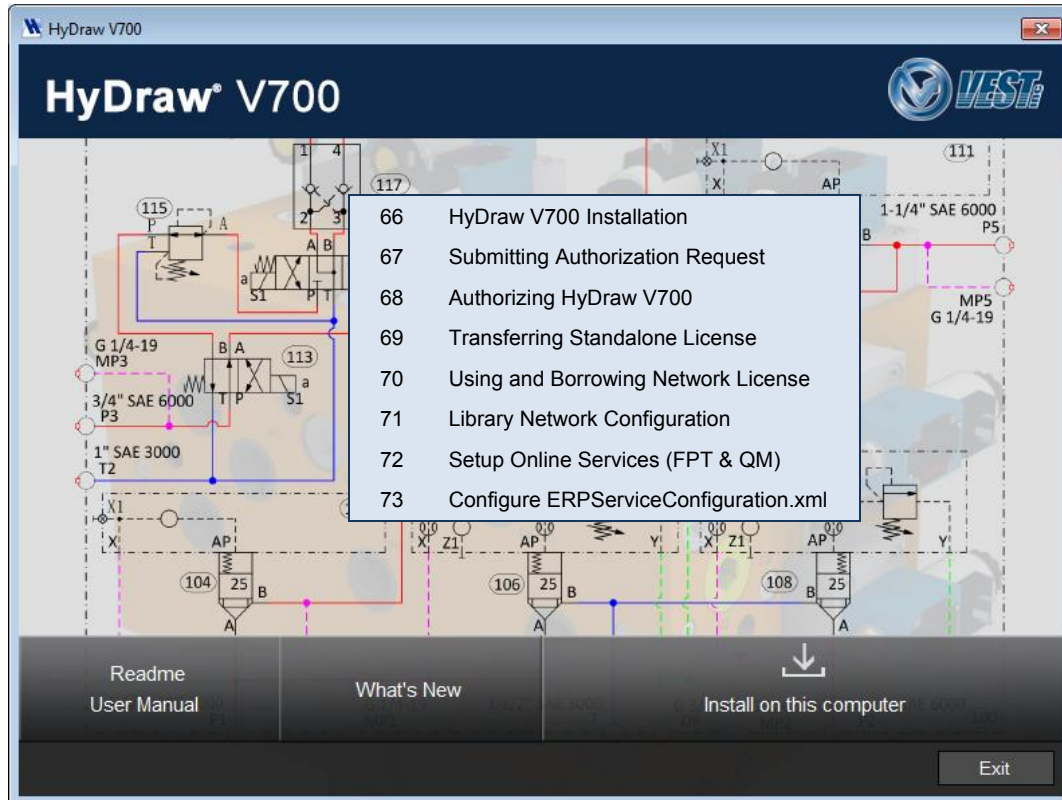 HyDraw V700
HyDraw® V700
VEST
1 4
117
X1
111
X AP
115
P A
T
2 3
1-1/4" SAE 6000
P5
B
A B
a
S1 P T
MP5
G 1/4-19
G 1/4-19
MP3
B A
113
a
3/4" SAE 6000
T P S1
P3
1" SAE 3000
T2
66 HyDraw V700 Installation
67 Submitting Authorization Request
68 Authorizing HyDraw V700
69 Transferring Standalone License
70 Using and Borrowing Network License
71 Library Network Configuration
72 Setup Online Services (FPT & QM)
73 Configure ERPServiceConfiguration.xml
X1
X AP X Z1 AP Y X Z1 AP Y
104 25 B 106 25 B 108 B 25
A A A
Readme
User Manual
What's New
Install on this computer
Exit